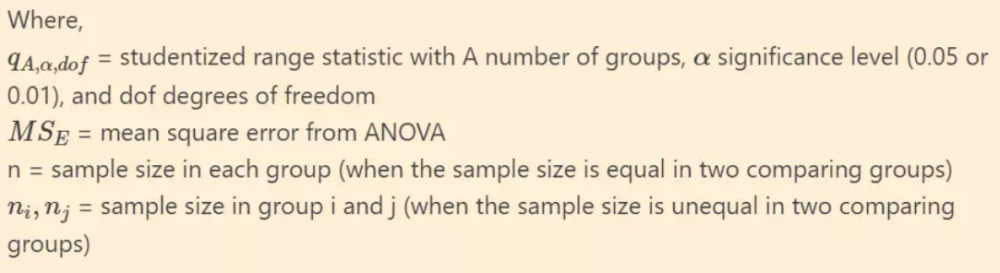 Where,
q_{A,α,dof} = studentized range statistic with A number of groups, α significance level (0.05 or
0.01), and dof degrees of freedom
MS_E = mean square error from ANOVA
n = sample size in each group (when the sample size is equal in two comparing groups)
n_i, n_j = sample size in group i and j (when the sample size is unequal in two comparing
groups)